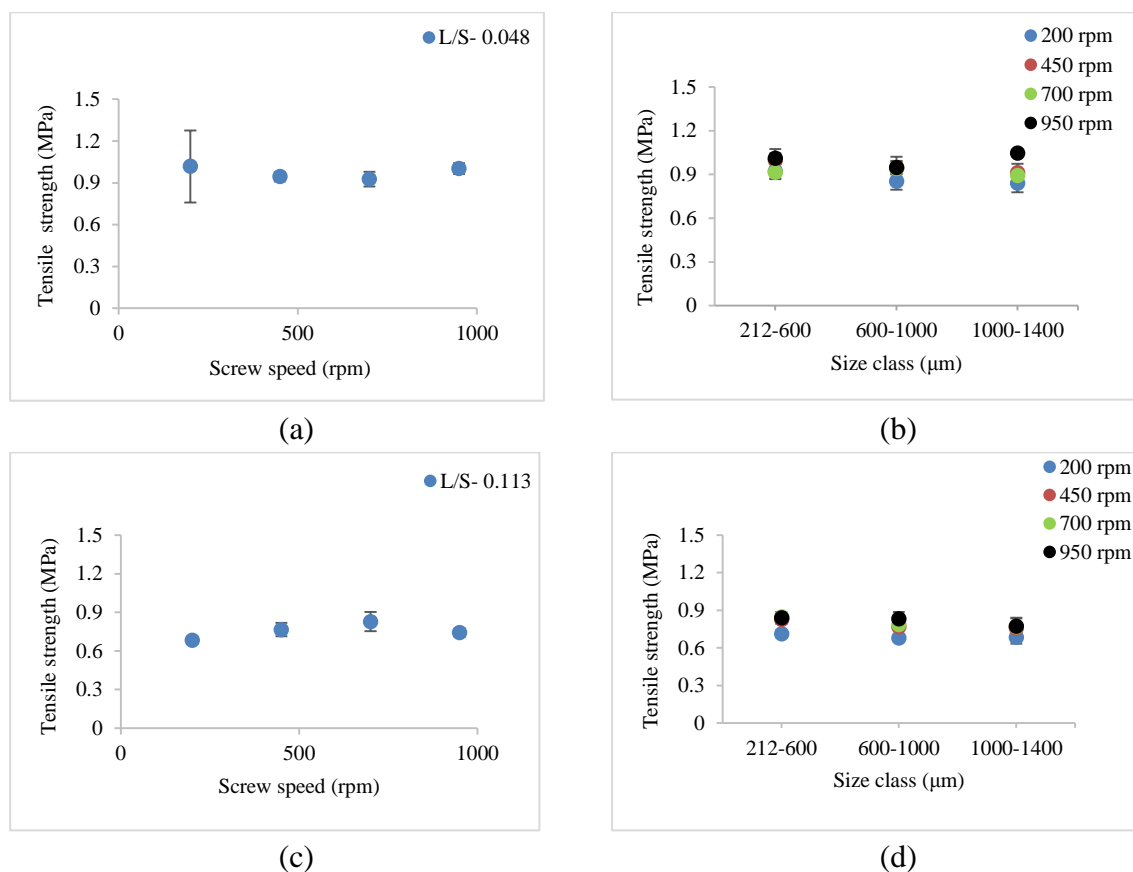 L/S- 0.048
Tensile strength (MPa)
1.5
1.2
0.9
0.6
0.3
0
0
500
1000
Screw speed (rpm)
(a)
200 rpm
450 rpm
700 rpm
950 rpm
Tensile strength (MPa)
1.5
1.2
0.9
0.6
0.3
0
212-600
600-1000
1000-1400
Size class (μm)
(b)
L/S- 0.113
Tensile strength (MPa)
1.5
1.2
0.9
0.6
0.3
0
0
500
1000
Screw speed (rpm)
(c)
200 rpm
450 rpm
700 rpm
950 rpm
Tensile strength (MPa)
1.5
1.2
0.9
0.6
0.3
0
212-600
600-1000
1000-1400
Size class (μm)
(d)